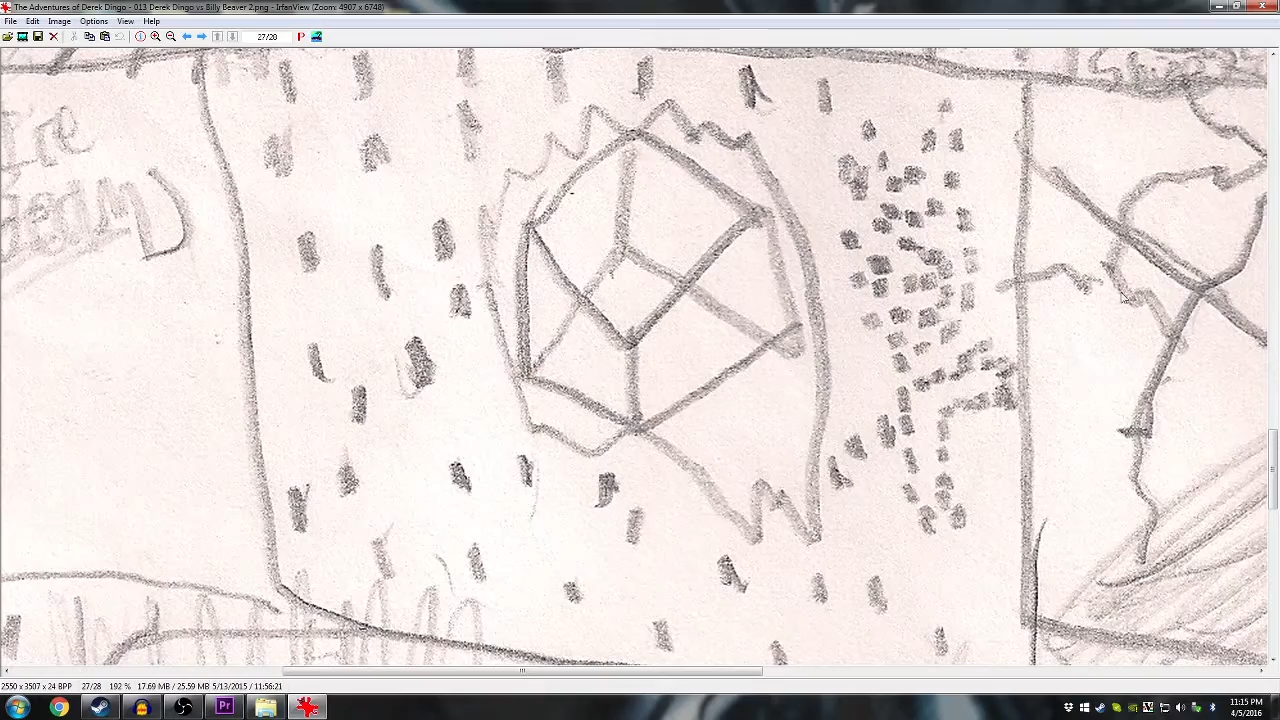 The Adventures of Derek Dingo - 013 Derek Dingo vs Billy Beaver 2.png - IrfanView (Zoom: 4907 x 6748)
File Edit Image Options View Help
27/28
2550 x 3507 x 24 BPP 27/28 192 % 17.69 MB / 25.59 MB 5/13/2015 / 11:56:21
Pr
11:15 PM
4/5/2016